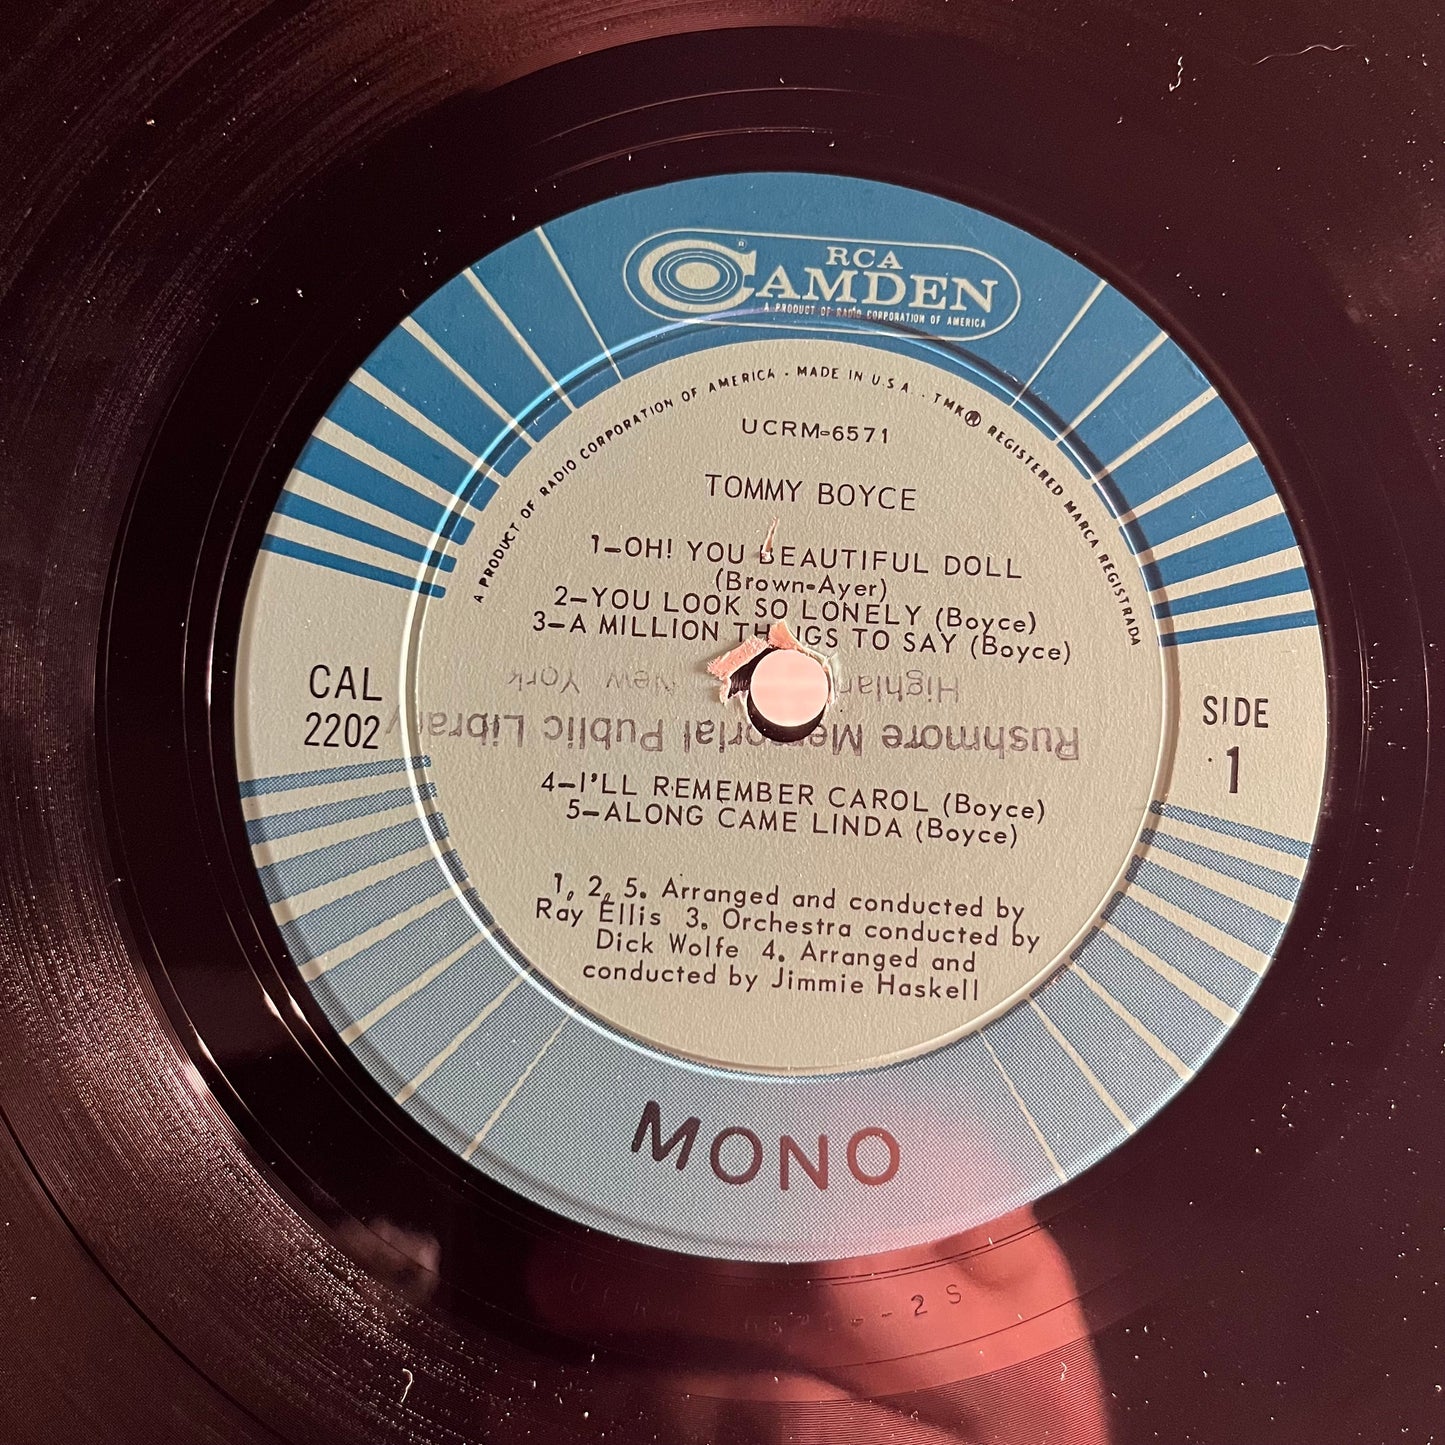 RCA
CAMDEN
A PRODUCT OF RADIO CORPORATION OF AMERICA
A PRODUCT OF RADIO CORPORATION OF AMERICA · MADE IN U.S.A. · TMK ® REGISTERED MARCA REGISTRADA
UCRM-6571
TOMMY BOYCE
1-OH! YOU BEAUTIFUL DOLL
(Brown-Ayer)
2-YOU LOOK SO LONELY (Boyce)
3-A MILLION THINGS TO SAY (Boyce)
CAL
2202
SIDE
1
Rushmore Memorial Public Library
New York
4-I'LL REMEMBER CAROL (Boyce)
5-ALONG CAME LINDA (Boyce)
1, 2, 5. Arranged and conducted by
Ray Ellis 3. Orchestra conducted by
Dick Wolfe 4. Arranged and
conducted by Jimmie Haskell
MONO